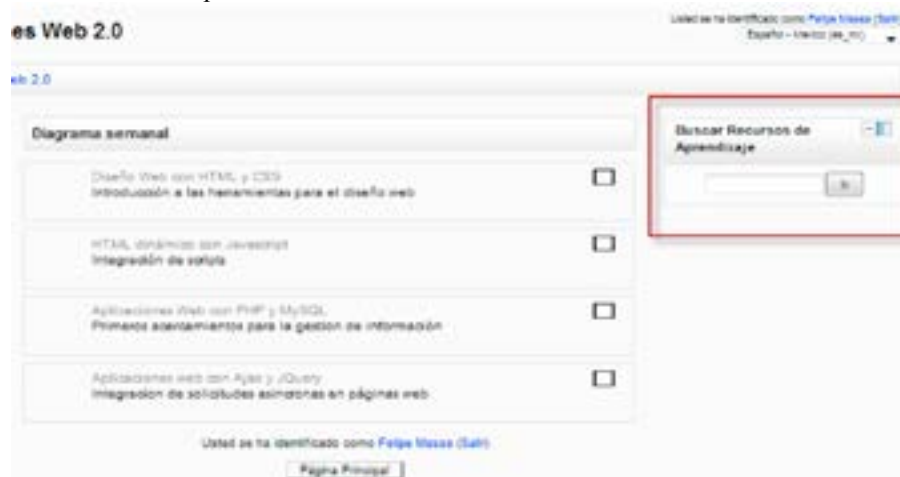 es Web 2.0
Usted se ha identificado como Felipe Massa (Salir)
Español - Mexico (es_mx)
eb 2.0
Diagrama semanal
Buscar Recursos de
Aprendizaje
Diseño Web con HTML y CSS
Introducción a las herramientas para el diseño web
HTML dinámico con Javascript
Integración de scripts
Aplicaciones Web con PHP y MySQL
Primeros acercamientos para la gestion de información
Aplicaciones web con Ajax y JQuery
Integracion de solicitudes asincronas en páginas web
Usted se ha identificado como Felipe Massa (Salir)
Página Principal